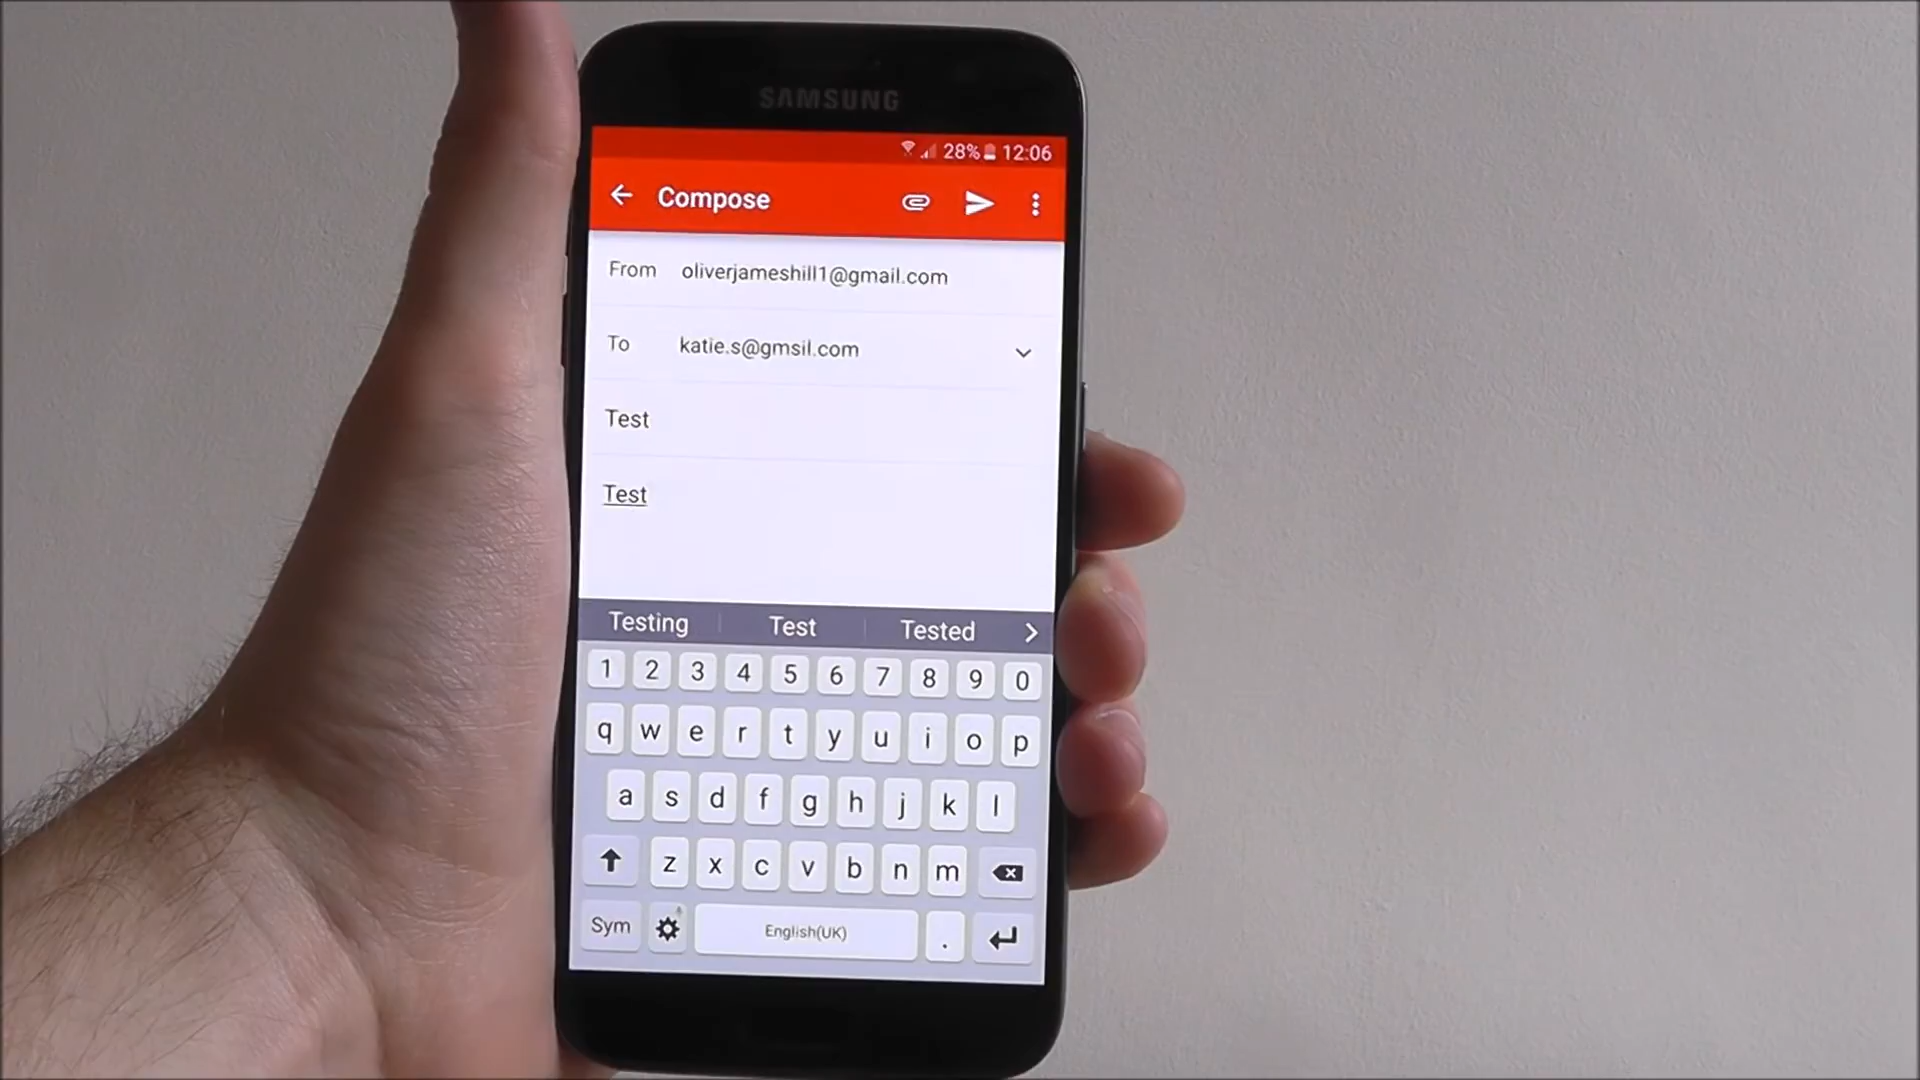 SAMSUNG
28% 12:06
Compose
From oliverjameshill1@gmail.com
To katie.s@gmsil.com
Test
Test
Testing Test Tested
1 2 3 4 5 6 7 8 9 0
q w e r t y u i o p
a s d f g h j k l
z x c v b n m
Sym English(UK) .